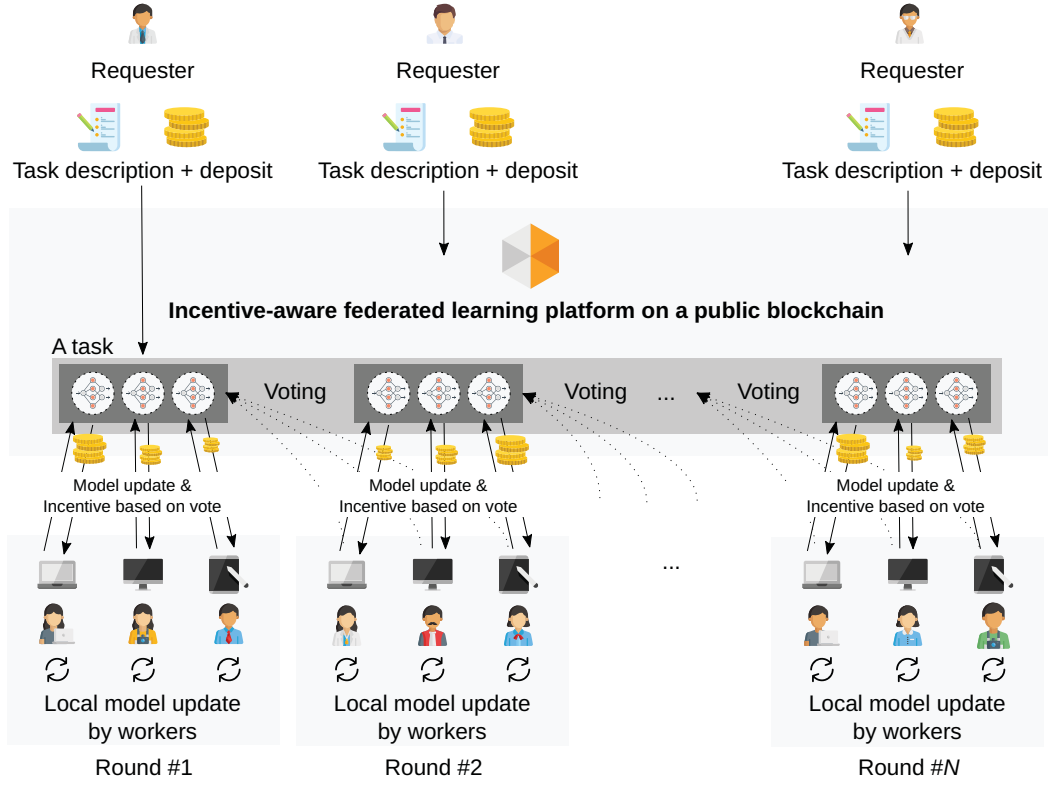 Requester
Requester
Requester
Task description + deposit
Task description + deposit
Task description + deposit
Incentive-aware federated learning platform on a public blockchain
A task
Voting
Voting
...
Voting
Model update &
Incentive based on vote
Model update &
Incentive based on vote
Model update &
Incentive based on vote
...
Local model update
by workers
Local model update
by workers
Local model update
by workers
Round #1
Round #2
Round #N